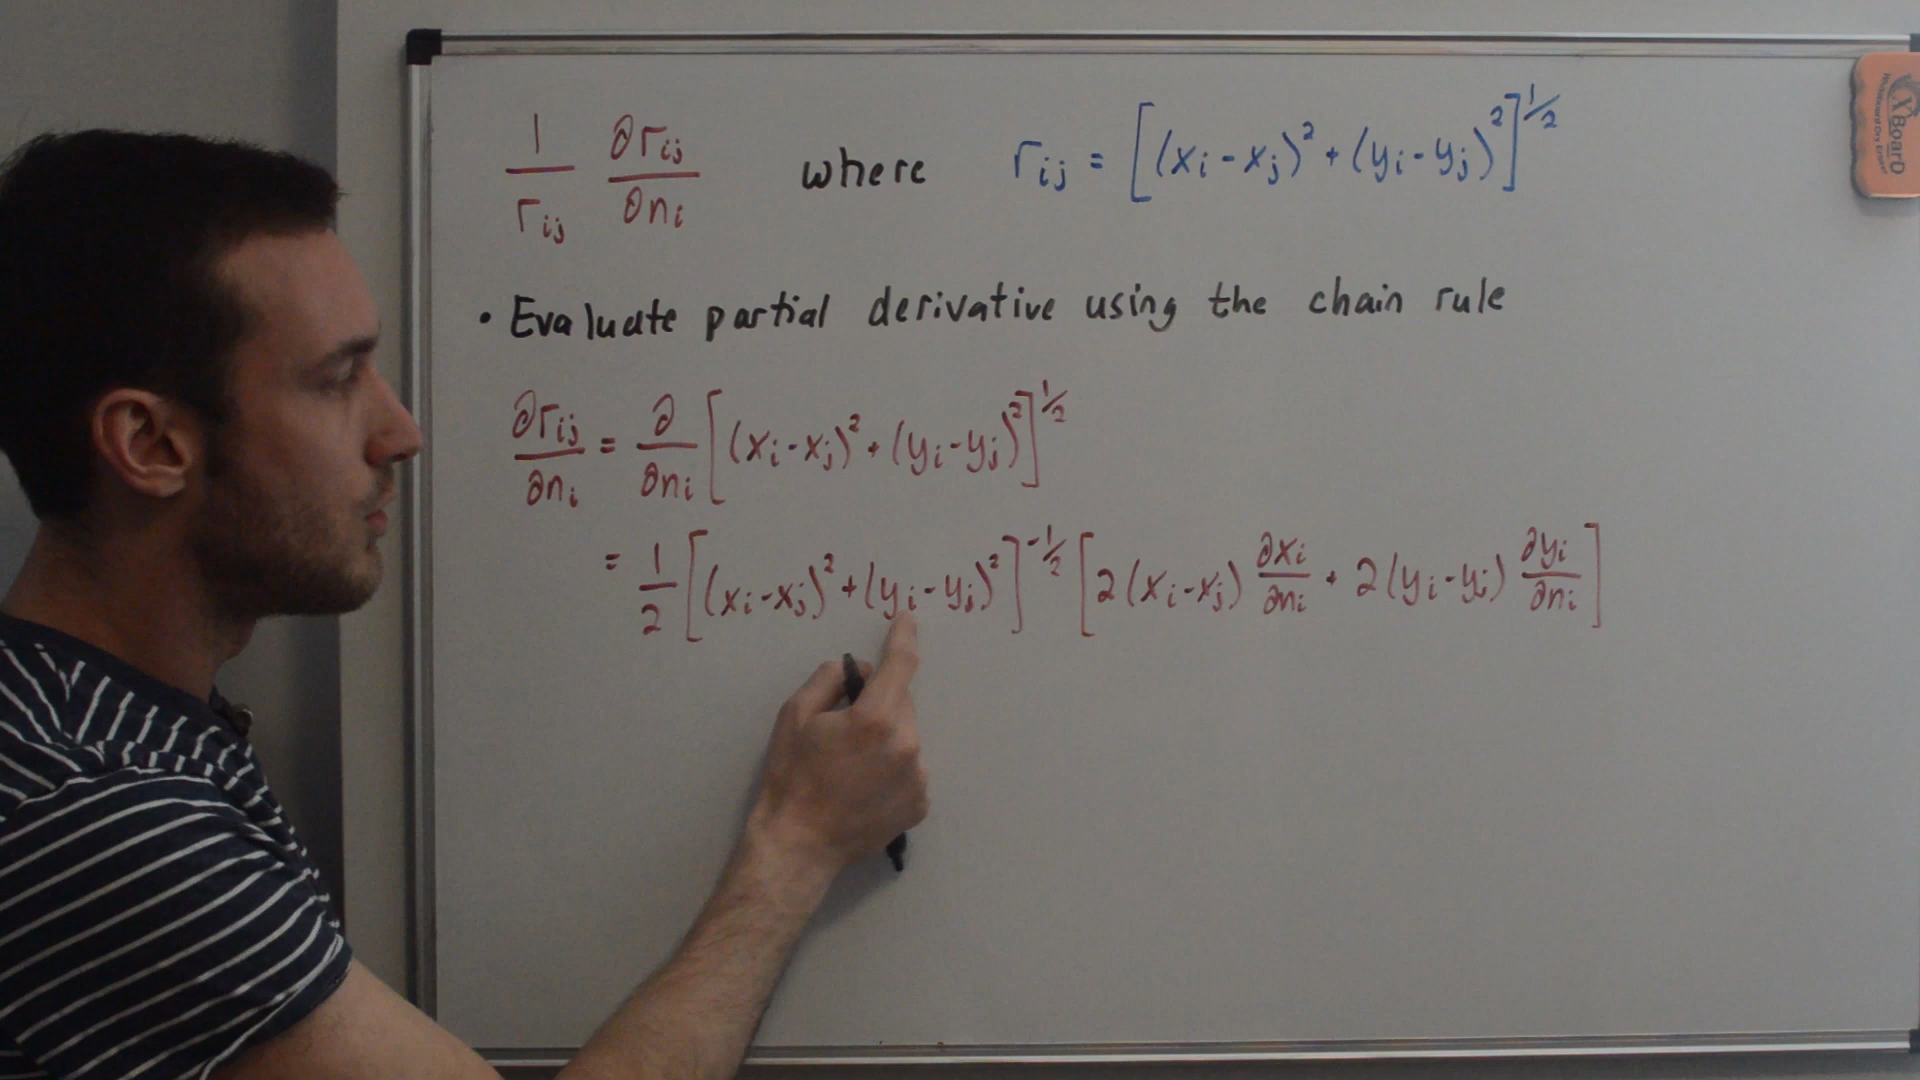 1/r_ij ∂r_ij/∂n_i where r_ij = [(x_i - x_j)² + (y_i - y_j)²]^1/2
• Evaluate partial derivative using the chain rule
∂r_ij/∂n_i = ∂/∂n_i [(x_i - x_j)² + (y_i - y_j)²]^1/2
= 1/2 [(x_i - x_j)² + (y_i - y_j)²]^-1/2 [2(x_i - x_j) ∂x_i/∂n_i + 2(y_i - y_j) ∂y_i/∂n_i]
XBoarD